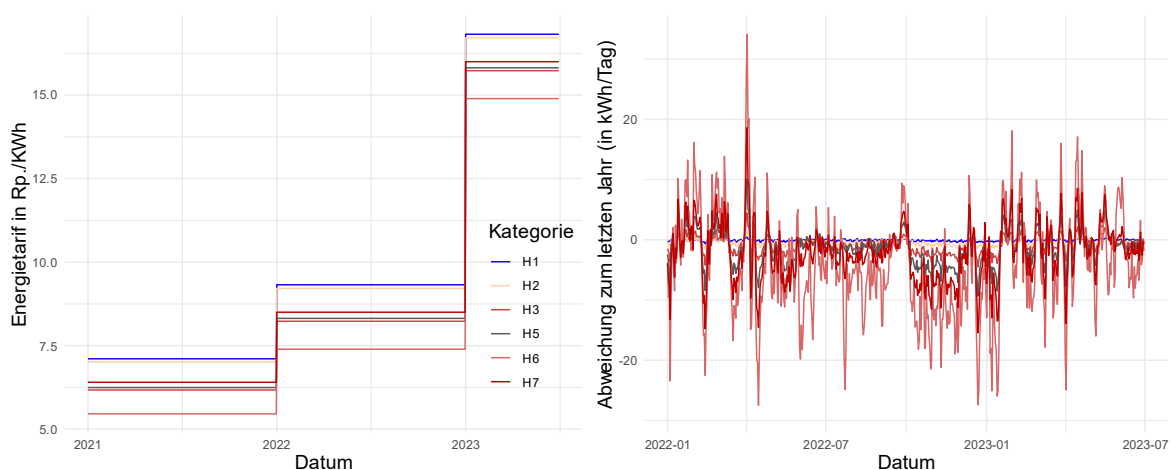 Energietarif in Rp./KWh
15.0
12.5
10.0
7.5
5.0
2021
2022
2023
Datum
Kategorie
H1
H2
H3
H5
H6
H7
Abweichung zum letzten Jahr (in kWh/Tag)
20
0
-20
2022-01
2022-07
2023-01
2023-07
Datum